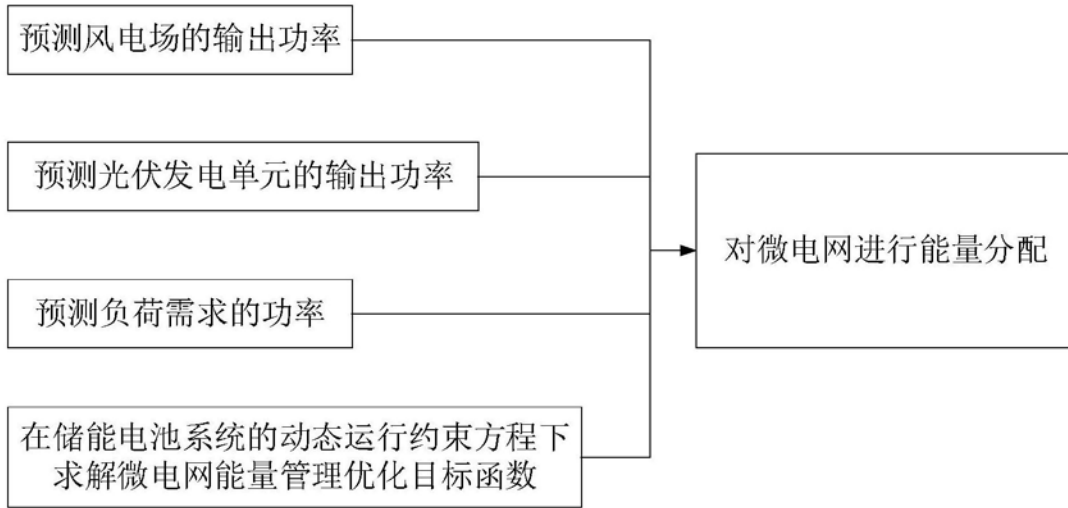 预测风电场的输出功率
预测光伏发电单元的输出功率
对微电网进行能量分配
预测负荷需求的功率
在储能电池系统的动态运行约束方程下
求解微电网能量管理优化目标函数